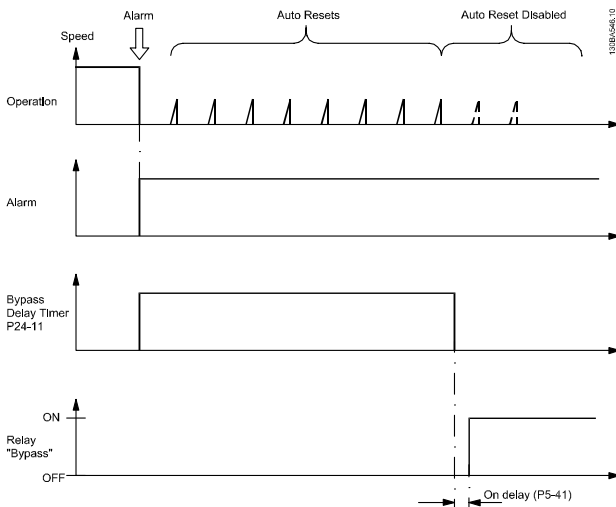 Alarm
Auto Resets
Auto Reset Disabled
130BA546.10
Speed
Operation
Alarm
Bypass
Delay Timer
P24-11
ON
Relay
"Bypass"
OFF
On delay (P5-41)